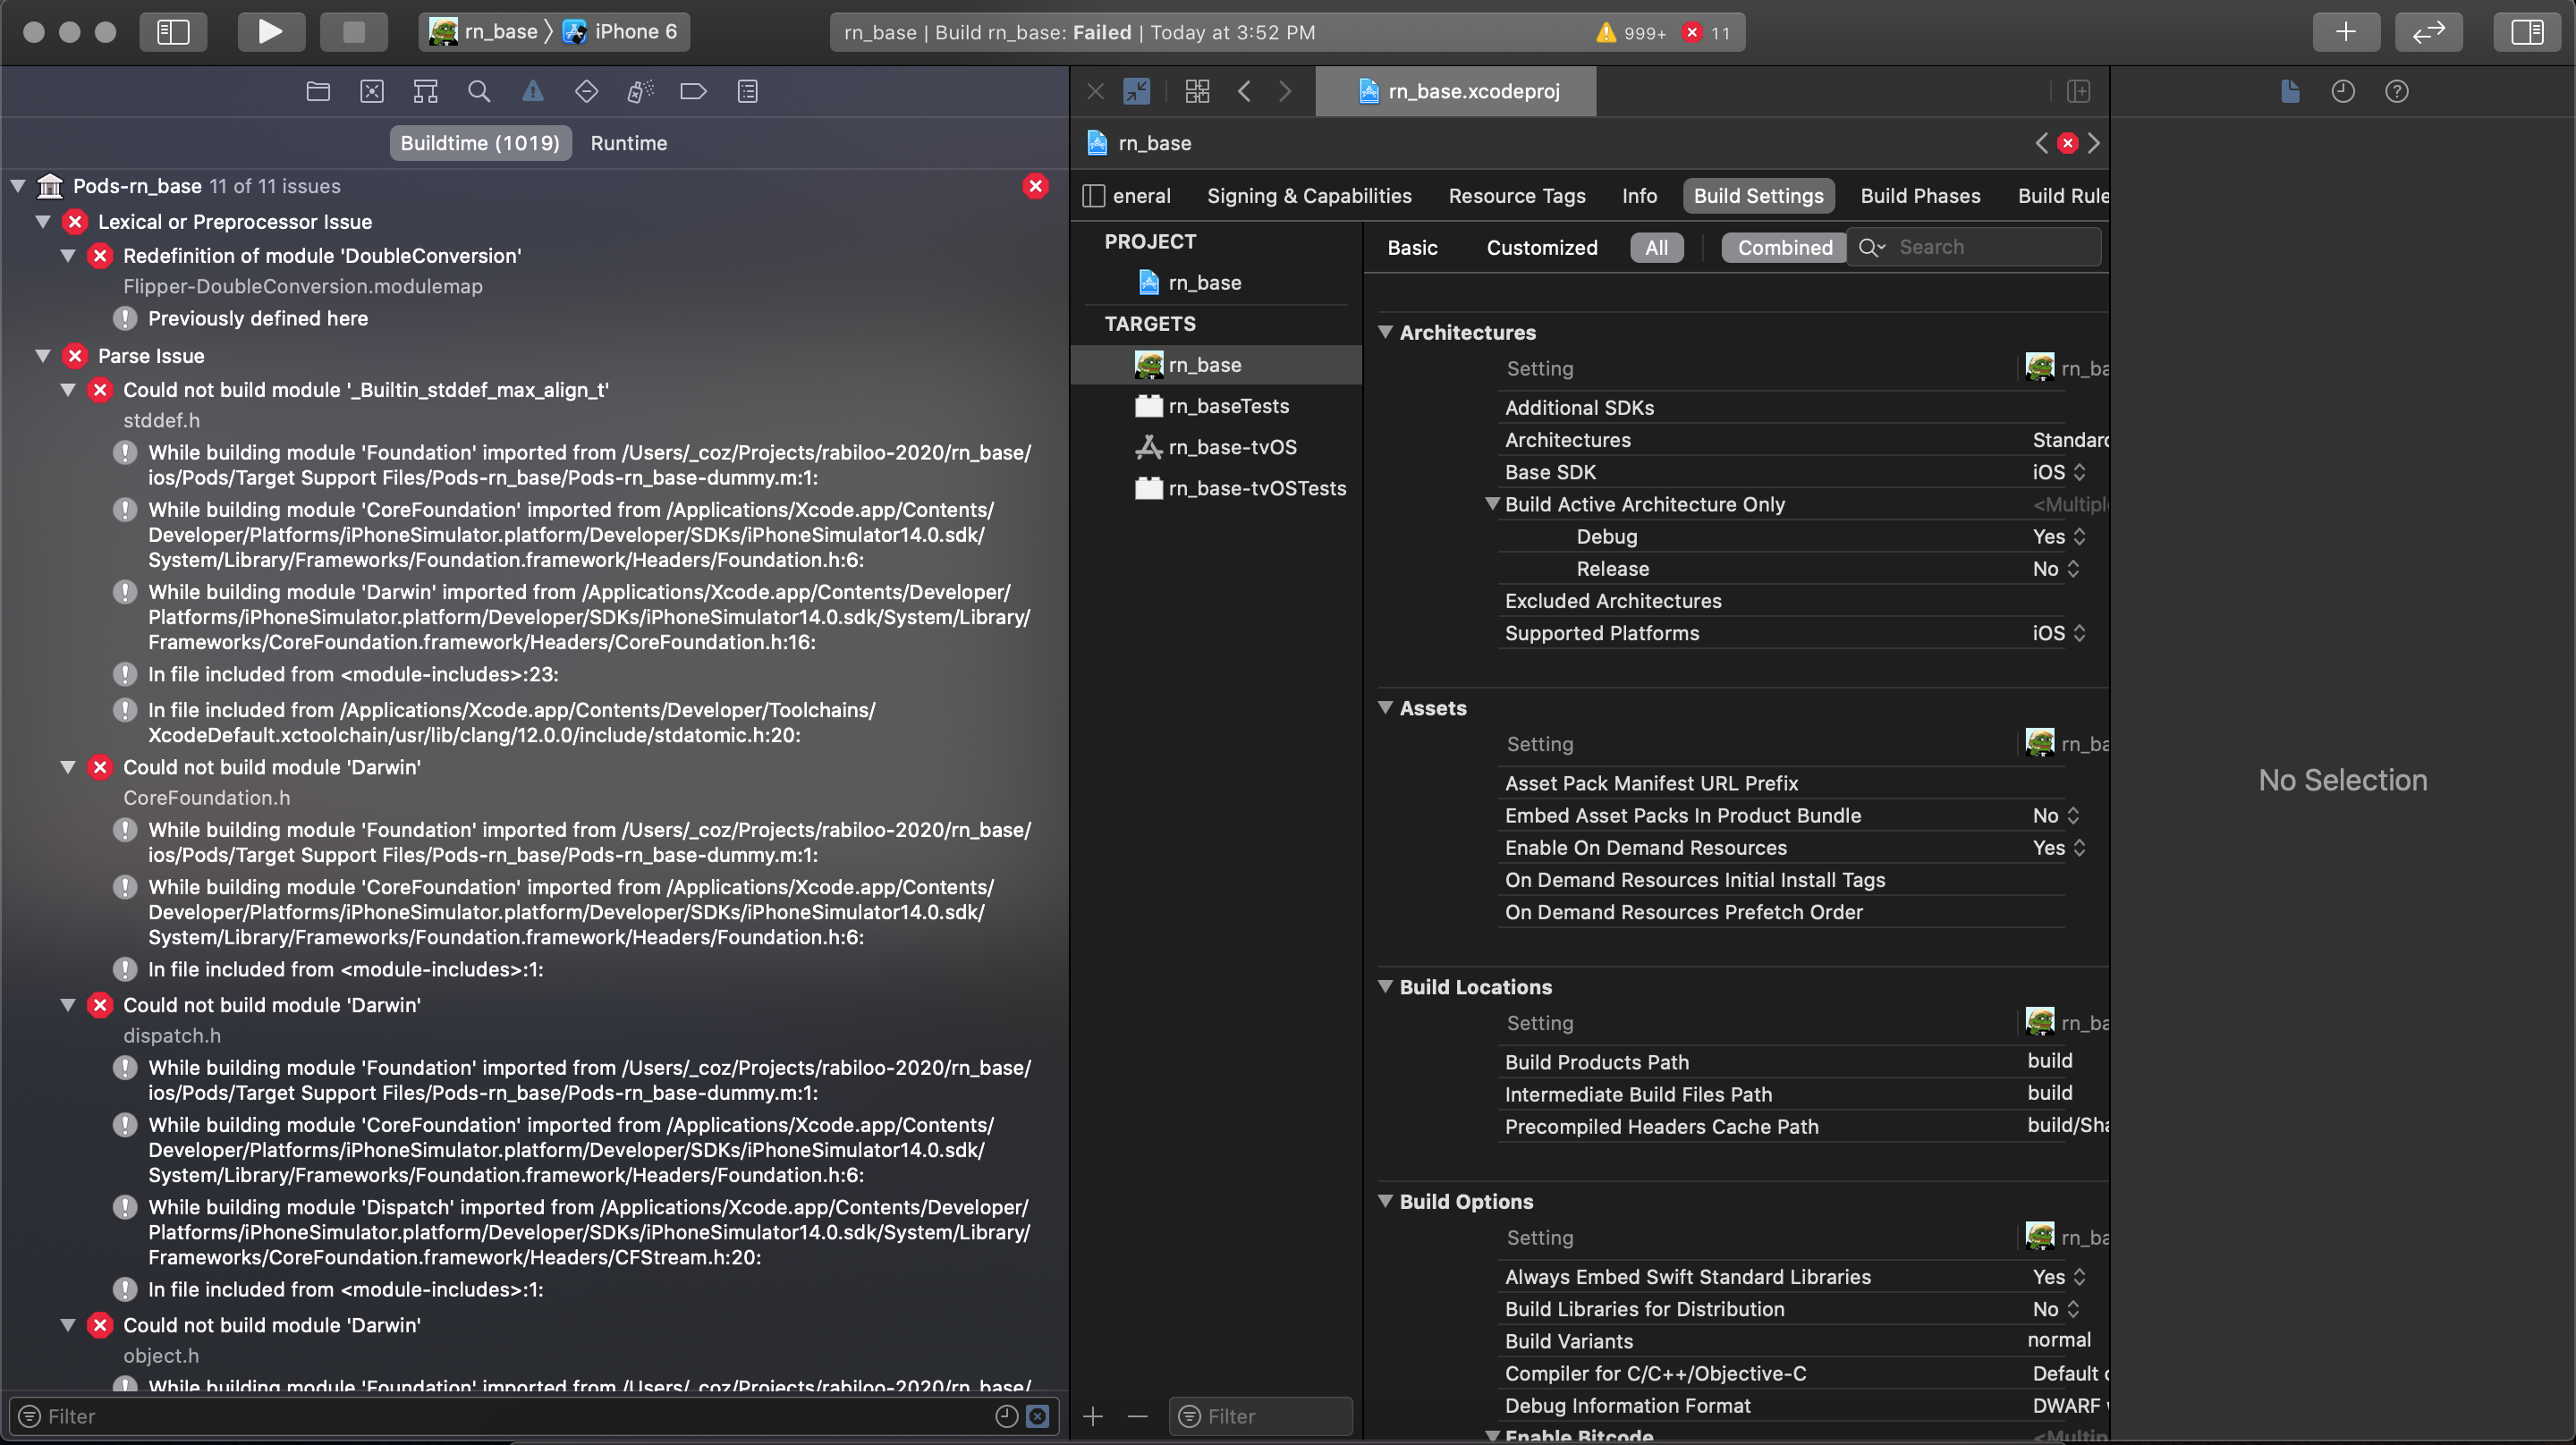 rn_base
iPhone 6
rn_base | Build rn_base: Failed | Today at 3:52 PM
999+
11
rn_base.xcodeproj
Buildtime (1019)
Runtime
Pods-rn_base 11 of 11 issues
Lexical or Preprocessor Issue
Redefinition of module 'DoubleConversion'
Flipper-DoubleConversion.modulemap
Previously defined here
Parse Issue
Could not build module '_Builtin_stddef_max_align_t'
stddef.h
While building module 'Foundation' imported from /Users/_coz/Projects/rabiloo-2020/rn_base/
ios/Pods/Target Support Files/Pods-rn_base/Pods-rn_base-dummy.m:1:
While building module 'CoreFoundation' imported from /Applications/Xcode.app/Contents/
Developer/Platforms/iPhoneSimulator.platform/Developer/SDKs/iPhoneSimulator14.0.sdk/
System/Library/Frameworks/Foundation.framework/Headers/Foundation.h:6:
While building module 'Darwin' imported from /Applications/Xcode.app/Contents/Developer/
Platforms/iPhoneSimulator.platform/Developer/SDKs/iPhoneSimulator14.0.sdk/System/Library/
Frameworks/CoreFoundation.framework/Headers/CoreFoundation.h:16:
In file included from <module-includes>:23:
In file included from /Applications/Xcode.app/Contents/Developer/Toolchains/
XcodeDefault.xctoolchain/usr/lib/clang/12.0.0/include/stdatomic.h:20:
Could not build module 'Darwin'
CoreFoundation.h
While building module 'Foundation' imported from /Users/_coz/Projects/rabiloo-2020/rn_base/
ios/Pods/Target Support Files/Pods-rn_base/Pods-rn_base-dummy.m:1:
While building module 'CoreFoundation' imported from /Applications/Xcode.app/Contents/
Developer/Platforms/iPhoneSimulator.platform/Developer/SDKs/iPhoneSimulator14.0.sdk/
System/Library/Frameworks/Foundation.framework/Headers/Foundation.h:6:
In file included from <module-includes>:1:
Could not build module 'Darwin'
dispatch.h
While building module 'Foundation' imported from /Users/_coz/Projects/rabiloo-2020/rn_base/
ios/Pods/Target Support Files/Pods-rn_base/Pods-rn_base-dummy.m:1:
While building module 'CoreFoundation' imported from /Applications/Xcode.app/Contents/
Developer/Platforms/iPhoneSimulator.platform/Developer/SDKs/iPhoneSimulator14.0.sdk/
System/Library/Frameworks/Foundation.framework/Headers/Foundation.h:6:
While building module 'Dispatch' imported from /Applications/Xcode.app/Contents/Developer/
Platforms/iPhoneSimulator.platform/Developer/SDKs/iPhoneSimulator14.0.sdk/System/Library/
Frameworks/CoreFoundation.framework/Headers/CFStream.h:20:
In file included from <module-includes>:1:
Could not build module 'Darwin'
object.h
While building module 'Foundation' imported from /Users/_coz/Projects/rabiloo-2020/rn_base/
Filter
rn_base
eneral Signing & Capabilities Resource Tags Info Build Settings Build Phases Build Rule
PROJECT
rn_base
TARGETS
rn_base
rn_baseTests
rn_base-tvOS
rn_base-tvOSTests
Filter
Basic Customized All Combined Search
Architectures
Setting rn_ba
Additional SDKs
Architectures Standard
Base SDK iOS
Build Active Architecture Only <Multipl
Debug Yes
Release No
Excluded Architectures
Supported Platforms iOS
Assets
Setting rn_ba
Asset Pack Manifest URL Prefix
Embed Asset Packs In Product Bundle No
Enable On Demand Resources Yes
On Demand Resources Initial Install Tags
On Demand Resources Prefetch Order
Build Locations
Setting rn_ba
Build Products Path build
Intermediate Build Files Path build
Precompiled Headers Cache Path build/Sha
Build Options
Setting rn_ba
Always Embed Swift Standard Libraries Yes
Build Libraries for Distribution No
Build Variants normal
Compiler for C/C++/Objective-C Default c
Debug Information Format DWARF
Enable Bitcode <Multip
No Selection